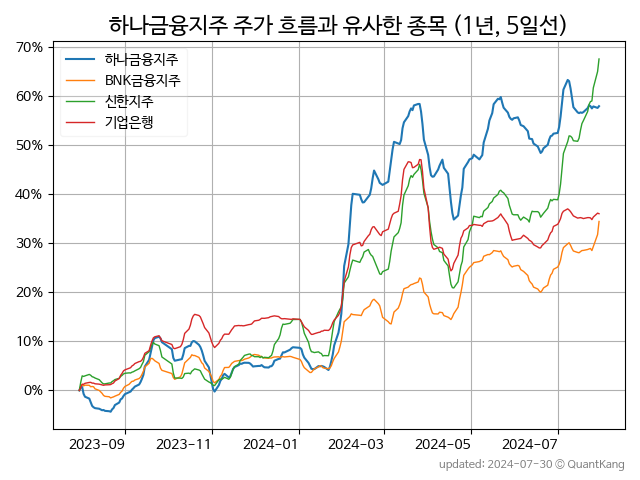 하나금융지주 주가 흐름과 유사한 종목 (1년, 5일선)
하나금융지주
BNK금융지주
신한지주
기업은행
70%
60%
50%
40%
30%
20%
10%
0%
2023-09 2023-11 2024-01 2024-03 2024-05 2024-07
updated: 2024-07-30 © QuantKang